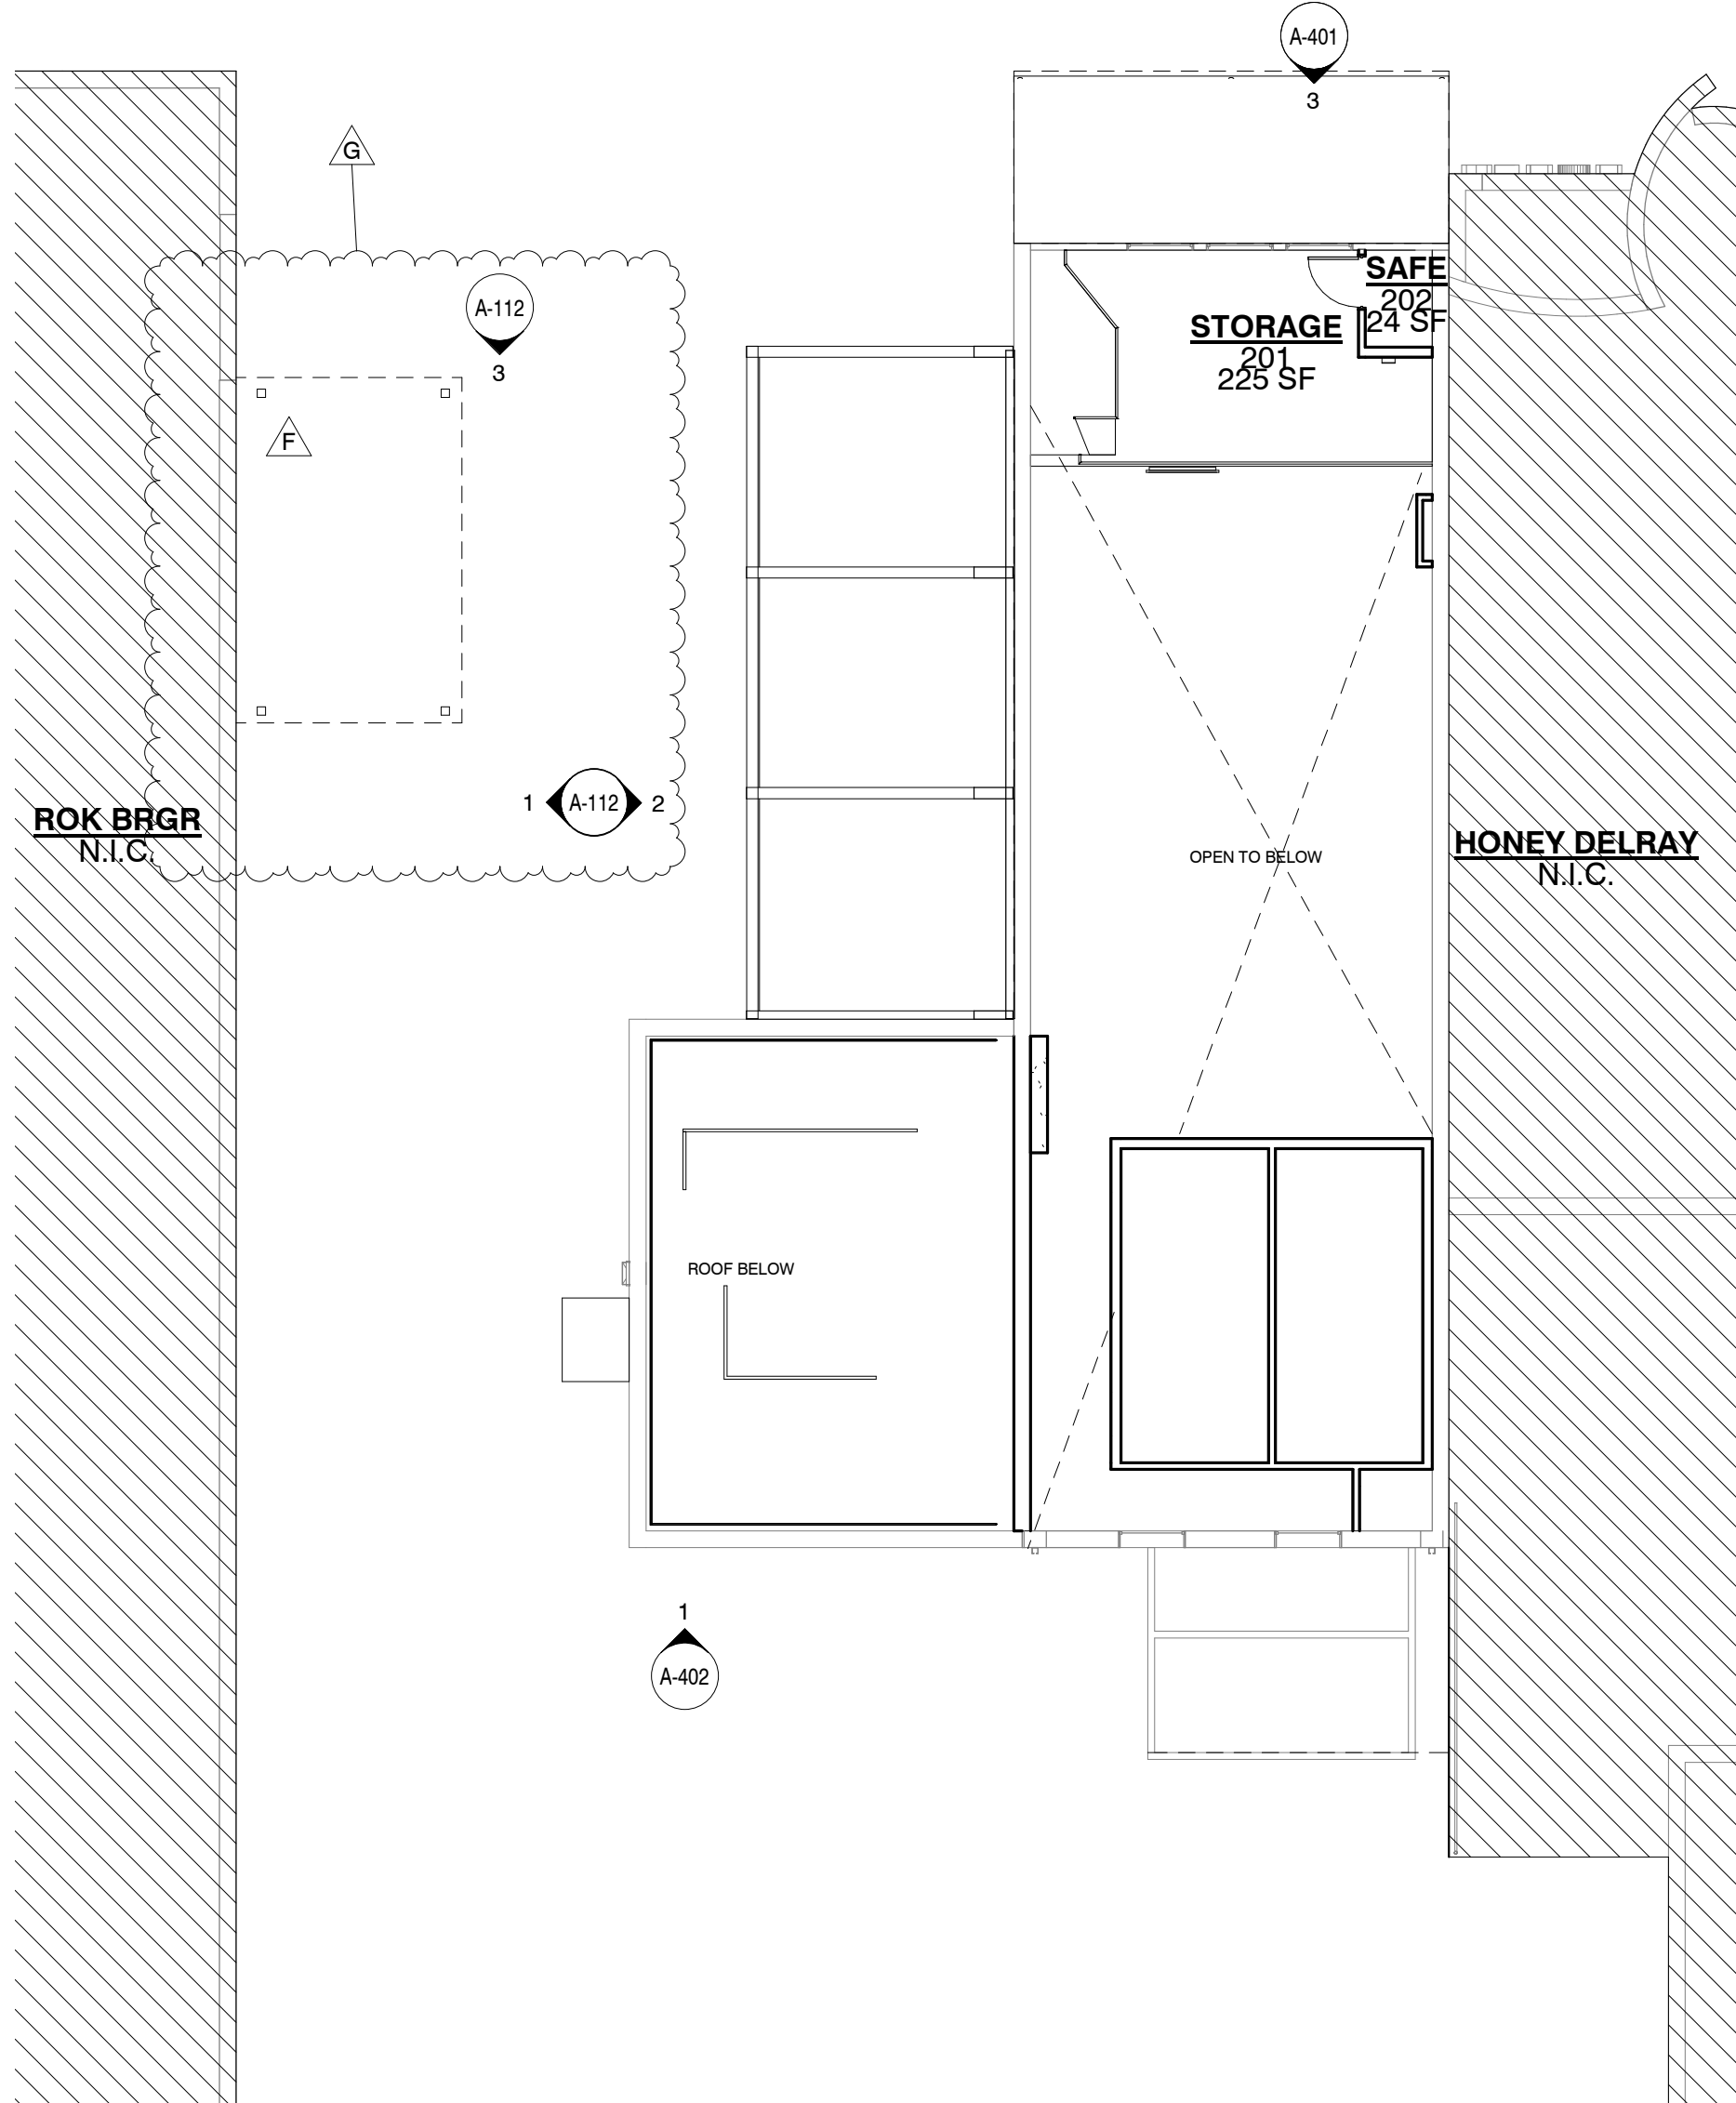 A-401
3
G
SAFE
202
24 SF
A-112
3
STORAGE
201
225 SF
F
1
A-112
2
ROK BRGR
N.I.C.
HONEY DELRAY
N.I.C.
OPEN TO BELOW
ROOF BELOW
1
A-402